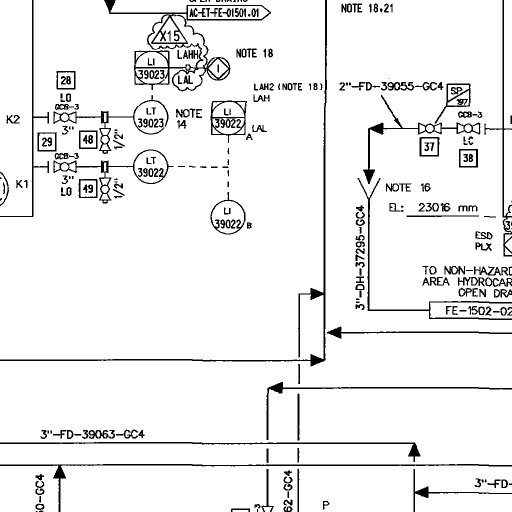 AC-ET-FE-01501.01
NOTE 18,21
X15
NOTE 18
LAHH
LI
39023
LAL
I
LAH2 (NOTE 18)
LAH
28
LO
GCB-3
3"
K2
LT
39023
NOTE
14
LI
39022
LAL
A
48
1/2"
29
GCB-3
3"
LO
K1
49
1/2"
LT
39022
LI
39022
B
2"-FD-39055-GC4
SP
397
GCB-3
LC
37
38
NOTE 16
EL: 23016 mm
ESD
PLX
3"-DH-37295-GC4
TO NON-HAZARD
AREA HYDROCAR
OPEN DRA
FE-1502-02
3"-FD-39063-GC4
0-GC4
62-GC4
P
3"-FD-